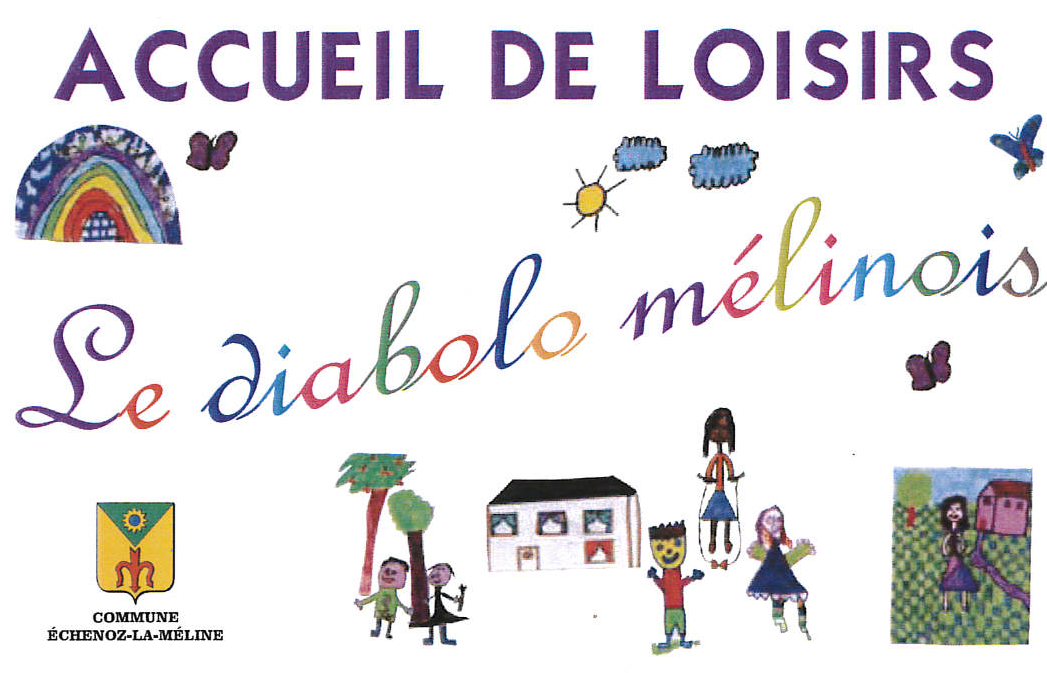 ACCUEIL DE LOISIRS
Le diabolo mélinois
COMMUNE
ÉCHENOZ-LA-MÉLINE